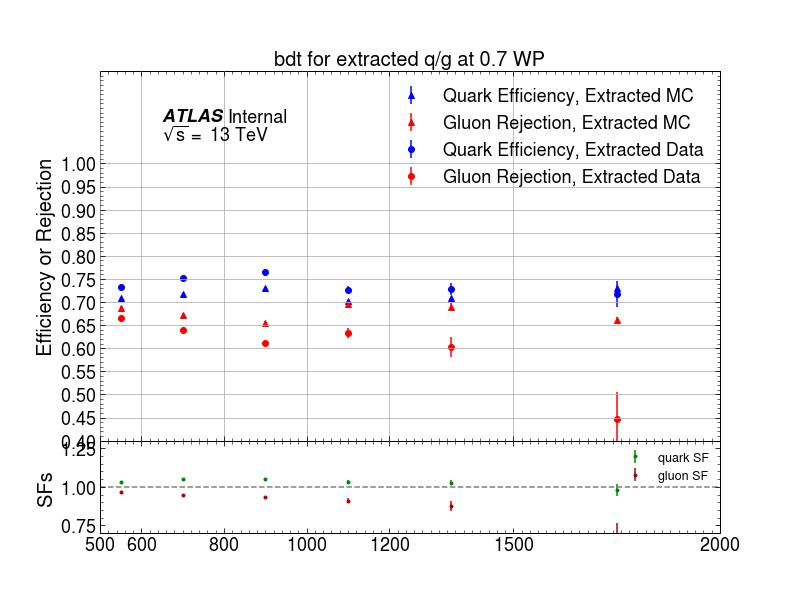 bdt for extracted q/g at 0.7 WP
ATLAS Internal
√s = 13 TeV
Quark Efficiency, Extracted MC
Gluon Rejection, Extracted MC
Quark Efficiency, Extracted Data
Gluon Rejection, Extracted Data
Efficiency or Rejection
1.00
0.95
0.90
0.85
0.80
0.75
0.70
0.65
0.60
0.55
0.50
0.45
0.40
SFs
1.25
1.00
0.75
quark SF
gluon SF
500 600 800 1000 1200 1500 2000